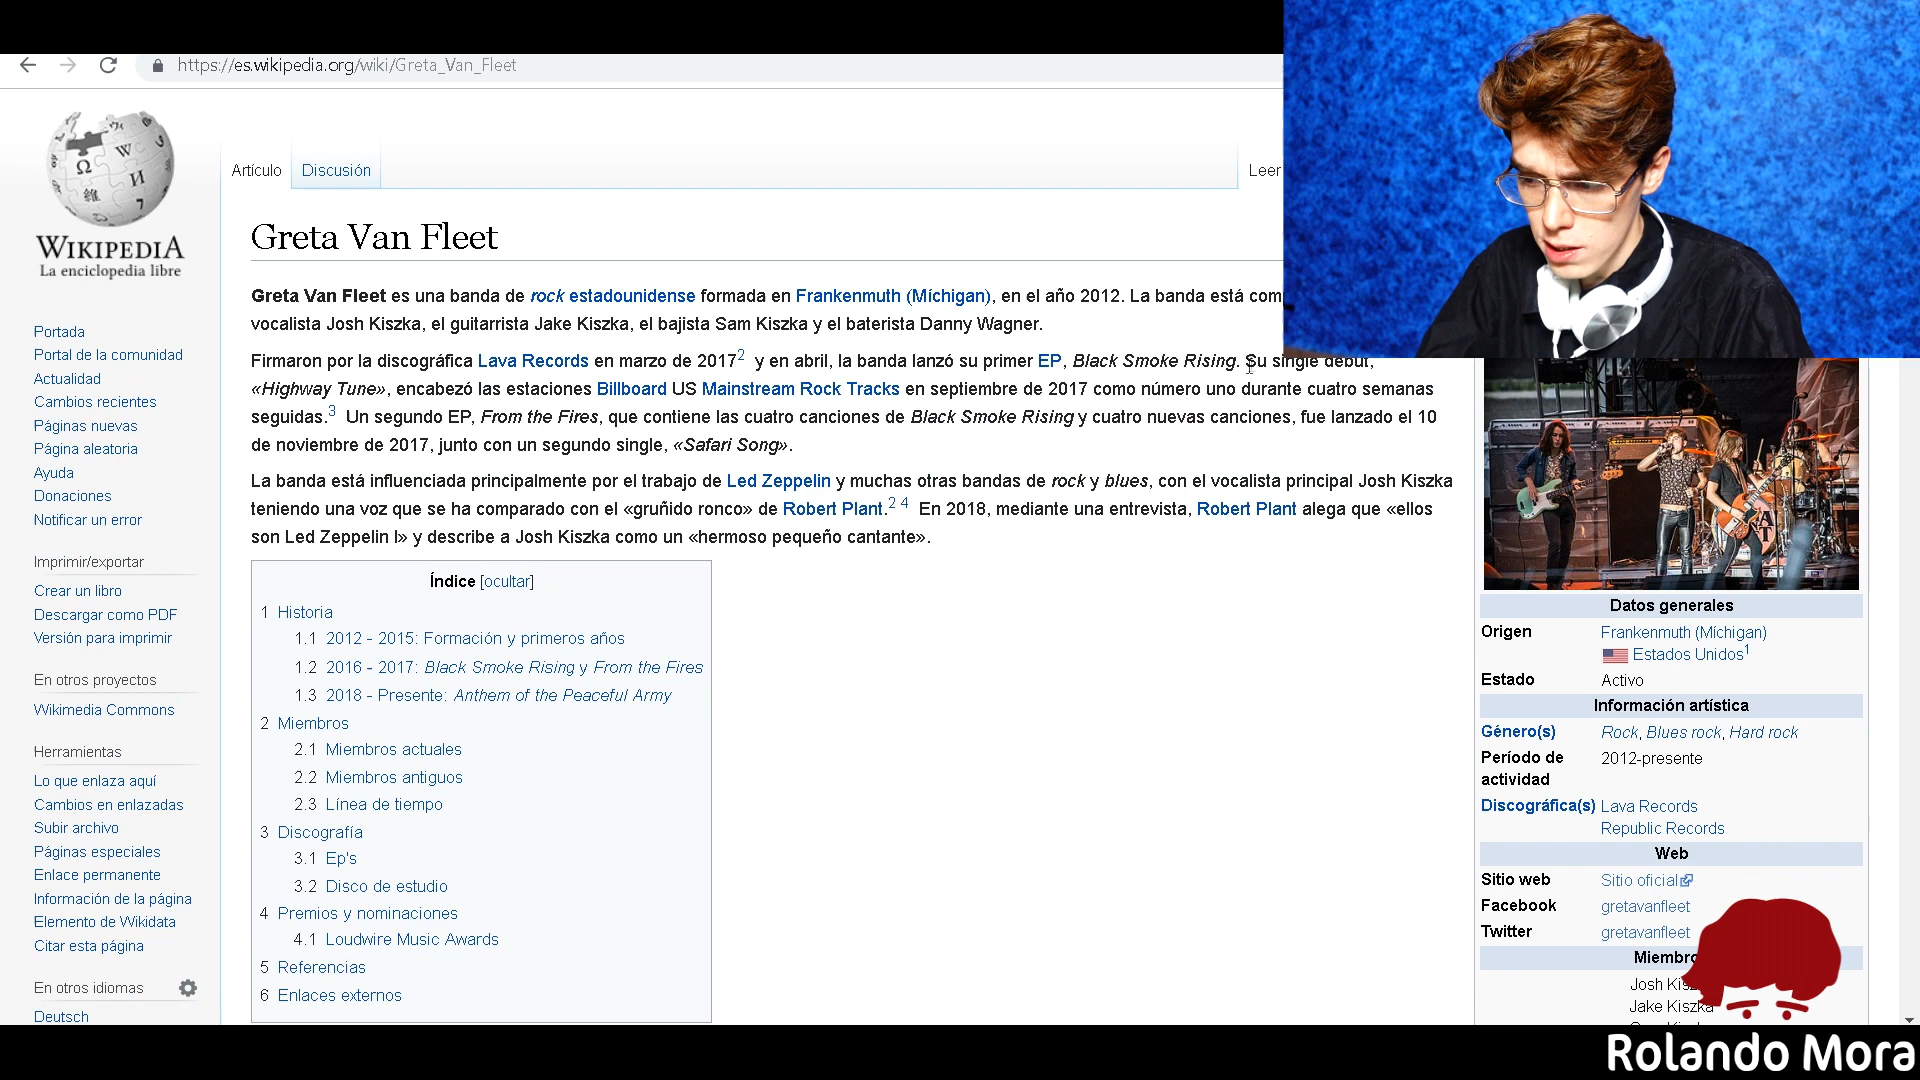 https://es.wikipedia.org/wiki/Greta_Van_Fleet
WIKIPEDIA
La enciclopedia libre
Portada
Portal de la comunidad
Actualidad
Cambios recientes
Páginas nuevas
Página aleatoria
Ayuda
Donaciones
Notificar un error
Imprimir/exportar
Crear un libro
Descargar como PDF
Versión para imprimir
En otros proyectos
Wikimedia Commons
Herramientas
Lo que enlaza aquí
Cambios en enlazadas
Subir archivo
Páginas especiales
Enlace permanente
Información de la página
Elemento de Wikidata
Citar esta página
En otros idiomas
Deutsch
Artículo Discusión Leer
Greta Van Fleet
Greta Van Fleet es una banda de rock estadounidense formada en Frankenmuth (Míchigan), en el año 2012. La banda está
vocalista Josh Kiszka, el guitarrista Jake Kiszka, el bajista Sam Kiszka y el baterista Danny Wagner.
Firmaron por la discográfica Lava Records en marzo de 2017² y en abril, la banda lanzó su primer EP, Black Smoke Rising. Su single debut,
«Highway Tune», encabezó las estaciones Billboard US Mainstream Rock Tracks en septiembre de 2017 como número uno durante cuatro semanas
seguidas.³ Un segundo EP, From the Fires, que contiene las cuatro canciones de Black Smoke Rising y cuatro nuevas canciones, fue lanzado el 10
de noviembre de 2017, junto con un segundo single, «Safari Song».
La banda está influenciada principalmente por el trabajo de Led Zeppelin y muchas otras bandas de rock y blues, con el vocalista principal Josh Kiszka
teniendo una voz que se ha comparado con el «gruñido ronco» de Robert Plant.² ⁴ En 2018, mediante una entrevista, Robert Plant alega que «ellos
son Led Zeppelin I» y describe a Josh Kiszka como un «hermoso pequeño cantante».
Índice [ocultar]
1 Historia
1.1 2012 - 2015: Formación y primeros años
1.2 2016 - 2017: Black Smoke Rising y From the Fires
1.3 2018 - Presente: Anthem of the Peaceful Army
2 Miembros
2.1 Miembros actuales
2.2 Miembros antiguos
2.3 Línea de tiempo
3 Discografía
3.1 Ep's
3.2 Disco de estudio
4 Premios y nominaciones
4.1 Loudwire Music Awards
5 Referencias
6 Enlaces externos
Datos generales
Origen Frankenmuth (Míchigan)
Estados Unidos¹
Estado Activo
Información artística
Género(s) Rock, Blues rock, Hard rock
Período de actividad 2012-presente
Discográfica(s) Lava Records
Republic Records
Web
Sitio web Sitio oficial
Facebook gretavanfleet
Twitter gretavanfleet
Josh
Jake Kiszka
Rolando Mora